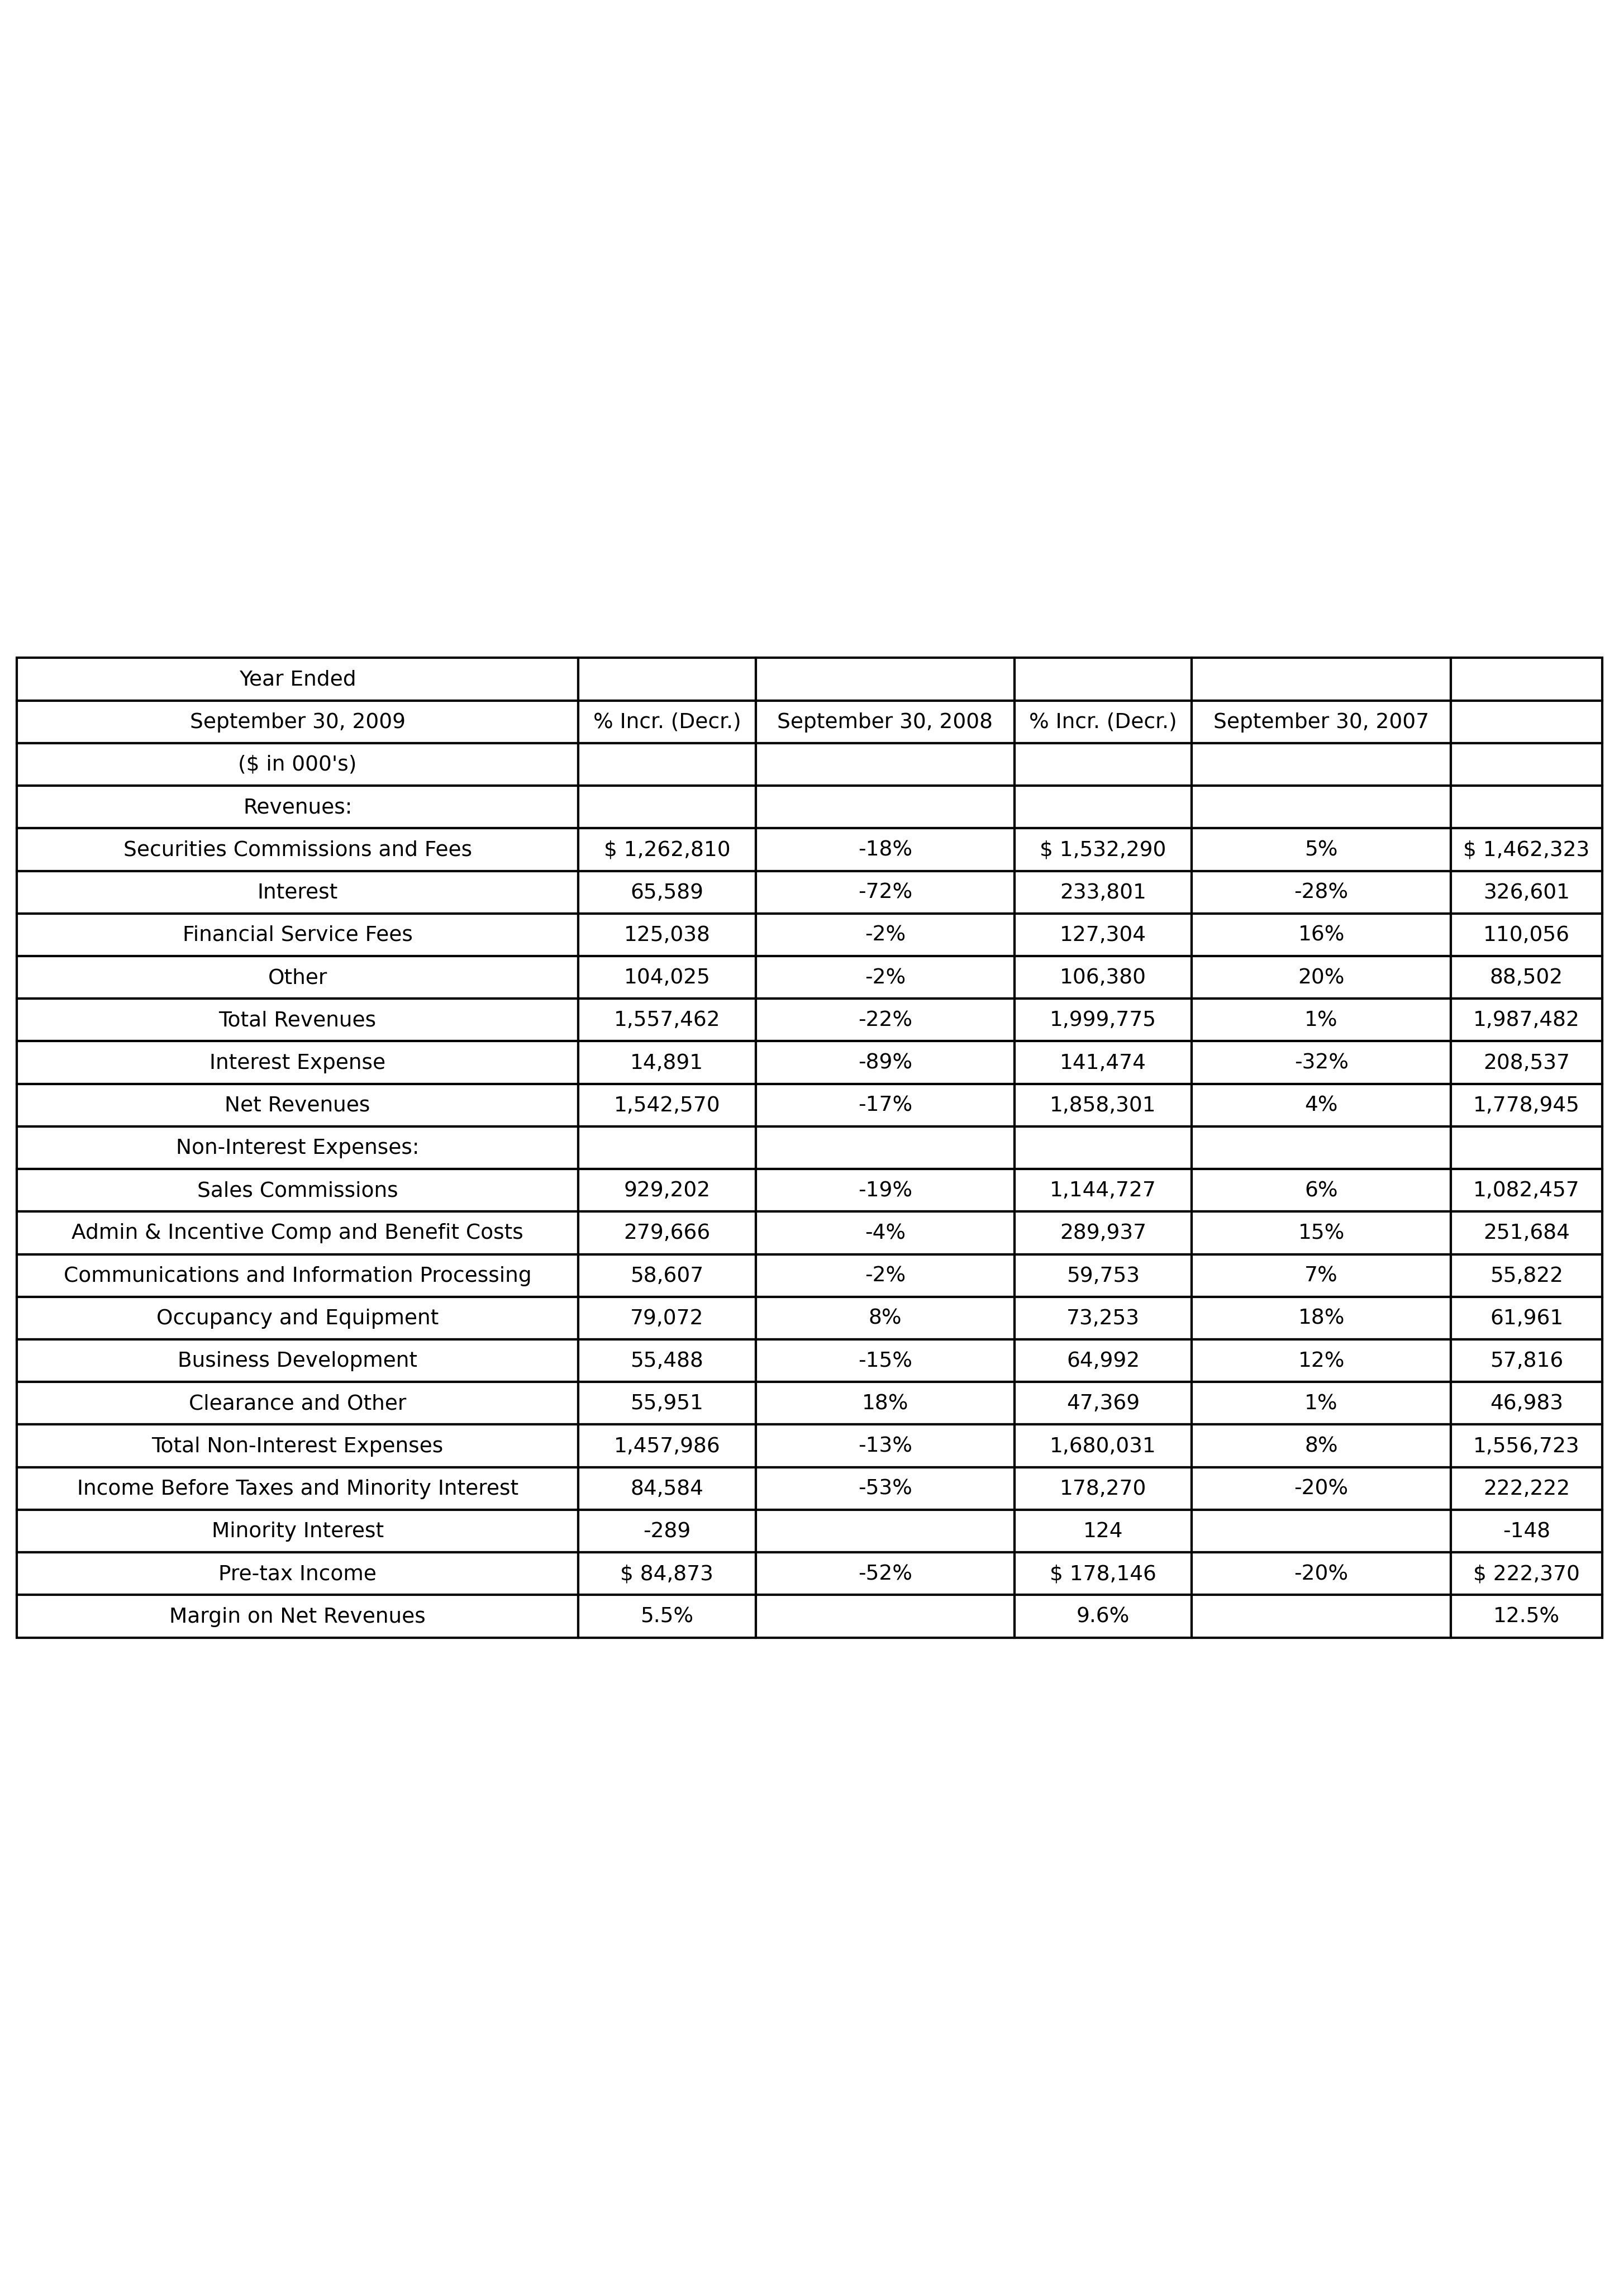 Year Ended
September 30, 2009 % Incr. (Decr.) September 30, 2008 % Incr. (Decr.) September 30, 2007
($ in 000's)
Revenues:
Securities Commissions and Fees $ 1,262,810 -18% $ 1,532,290 5% $ 1,462,323
Interest 65,589 -72% 233,801 -28% 326,601
Financial Service Fees 125,038 -2% 127,304 16% 110,056
Other 104,025 -2% 106,380 20% 88,502
Total Revenues 1,557,462 -22% 1,999,775 1% 1,987,482
Interest Expense 14,891 -89% 141,474 -32% 208,537
Net Revenues 1,542,570 -17% 1,858,301 4% 1,778,945
Non-Interest Expenses:
Sales Commissions 929,202 -19% 1,144,727 6% 1,082,457
Admin & Incentive Comp and Benefit Costs 279,666 -4% 289,937 15% 251,684
Communications and Information Processing 58,607 -2% 59,753 7% 55,822
Occupancy and Equipment 79,072 8% 73,253 18% 61,961
Business Development 55,488 -15% 64,992 12% 57,816
Clearance and Other 55,951 18% 47,369 1% 46,983
Total Non-Interest Expenses 1,457,986 -13% 1,680,031 8% 1,556,723
Income Before Taxes and Minority Interest 84,584 -53% 178,270 -20% 222,222
Minority Interest -289 124 -148
Pre-tax Income $ 84,873 -52% $ 178,146 -20% $ 222,370
Margin on Net Revenues 5.5% 9.6% 12.5%